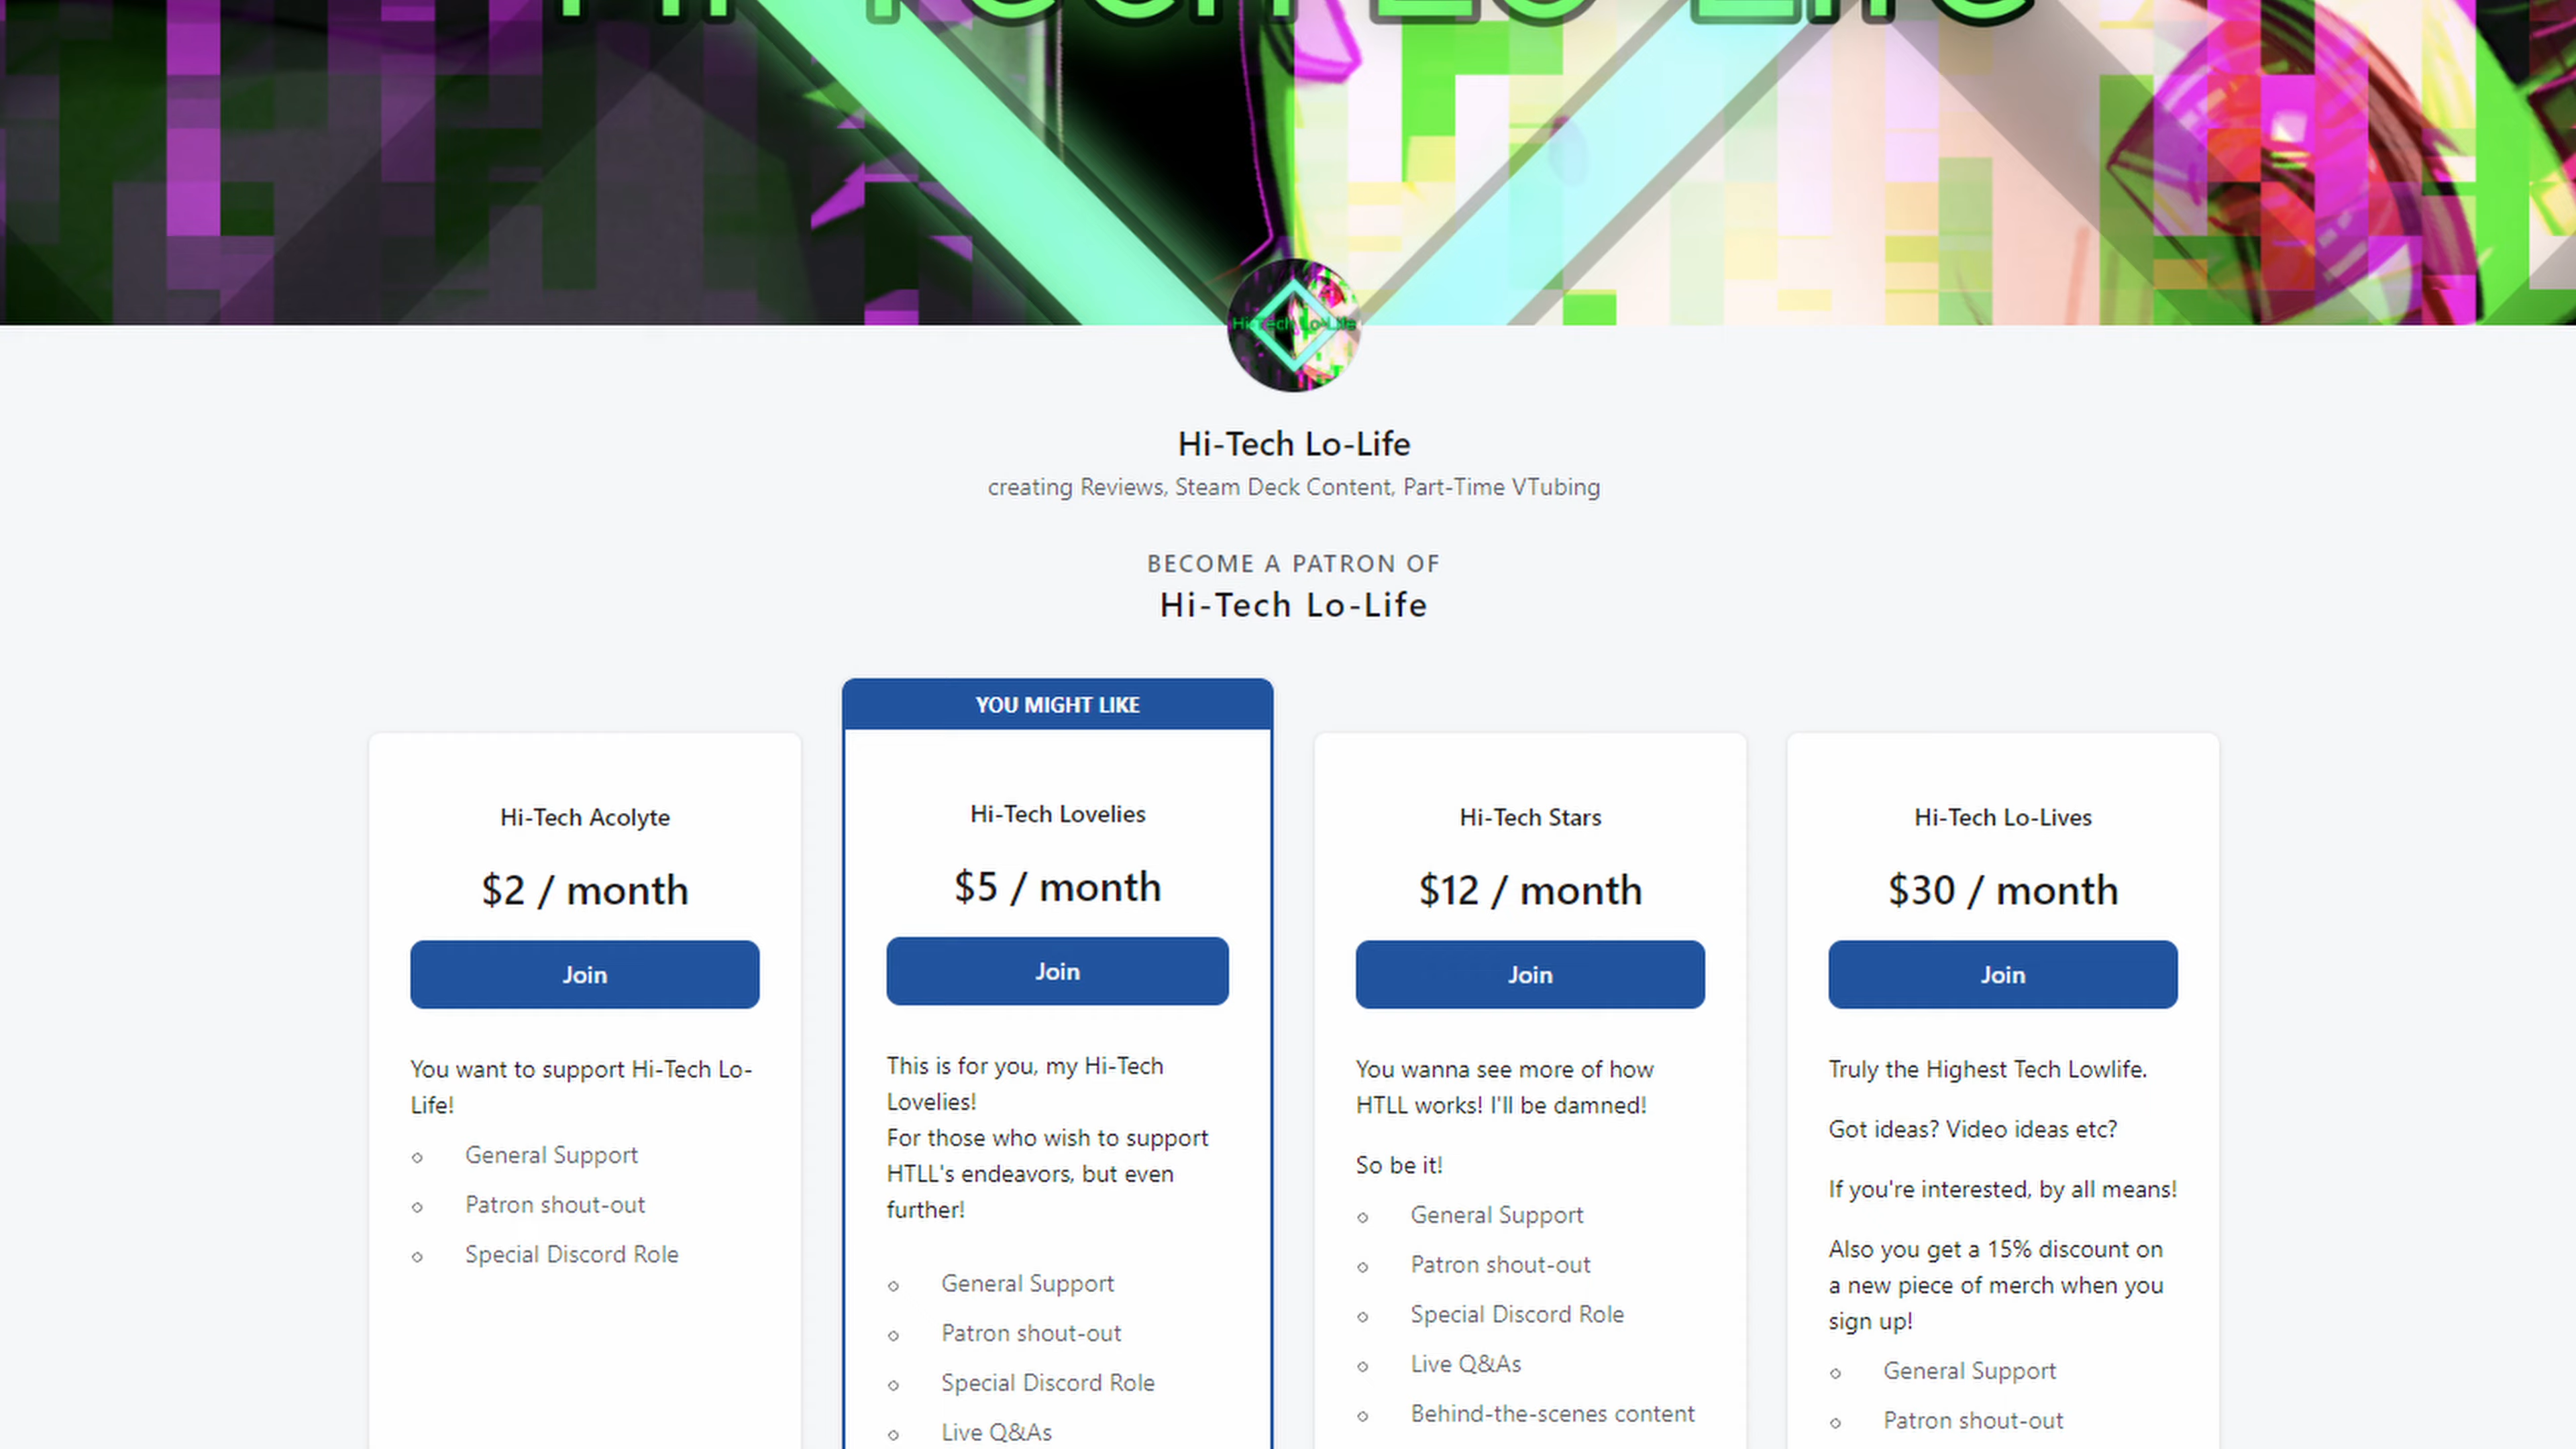 Hi-Tech Lo-Life
Hi-Tech Lo-Life
Hi-Tech Lo-Life
creating Reviews, Steam Deck Content, Part-Time VTubing
BECOME A PATRON OF
Hi-Tech Lo-Life
YOU MIGHT LIKE
Hi-Tech Acolyte
$2 / month
Join
You want to support Hi-Tech Lo-
Life!
General Support
Patron shout-out
Special Discord Role
Hi-Tech Lovelies
$5 / month
Join
This is for you, my Hi-Tech
Lovelies!
For those who wish to support
HTLL's endeavors, but even
further!
General Support
Patron shout-out
Special Discord Role
Live Q&As
Hi-Tech Stars
$12 / month
Join
You wanna see more of how
HTLL works! I'll be damned!
So be it!
General Support
Patron shout-out
Special Discord Role
Live Q&As
Behind-the-scenes content
Hi-Tech Lo-Lives
$30 / month
Join
Truly the Highest Tech Lowlife.
Got ideas? Video ideas etc?
If you're interested, by all means!
Also you get a 15% discount on
a new piece of merch when you
sign up!
General Support
Patron shout-out